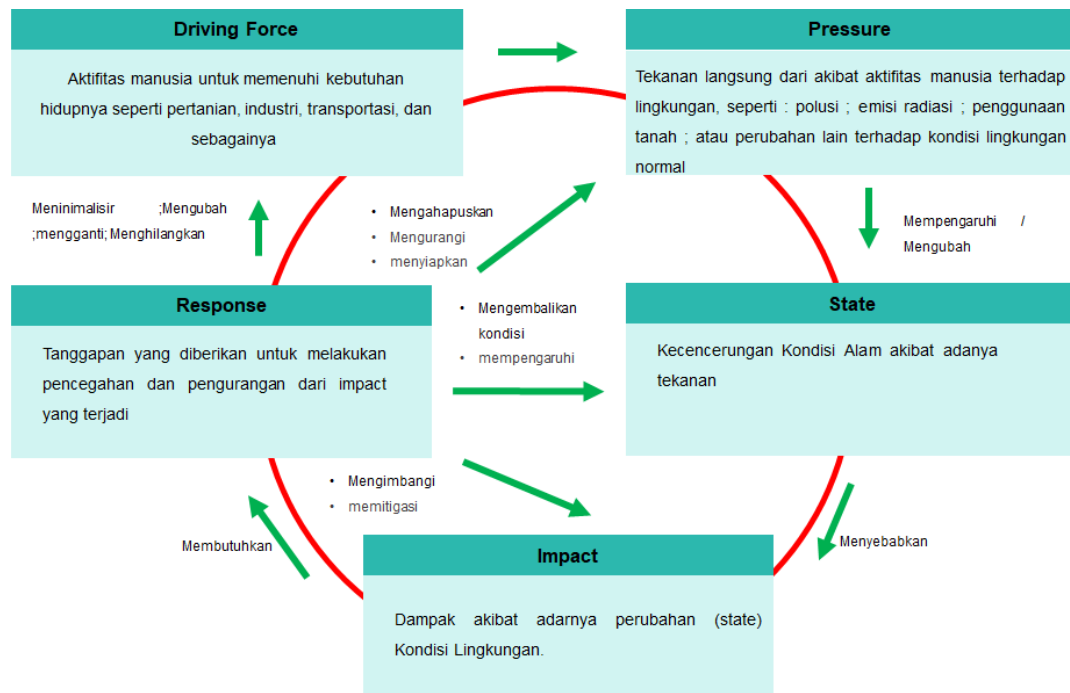 Driving Force
Aktifitas manusia untuk memenuhi kebutuhan
hidupnya seperti pertanian, industri, transportasi, dan
sebagainya
Pressure
Tekanan langsung dari akibat aktifitas manusia terhadap
lingkungan, seperti : polusi ; emisi radiasi ; penggunaan
tanah ; atau perubahan lain terhadap kondisi lingkungan
normal
Meninimalisir ;Mengubah
;mengganti; Menghilangkan
• Mengahapuskan
• Mengurangi
• menyiapkan
Mempengaruhi /
Mengubah
Response
Tanggapan yang diberikan untuk melakukan
pencegahan dan pengurangan dari impact
yang terjadi
• Mengembalikan
kondisi
• mempengaruhi
State
Kecencerungan Kondisi Alam akibat adanya
tekanan
• Mengimbangi
• memitigasi
Membutuhkan
Menyebabkan
Impact
Dampak akibat adarnya perubahan (state)
Kondisi Lingkungan.